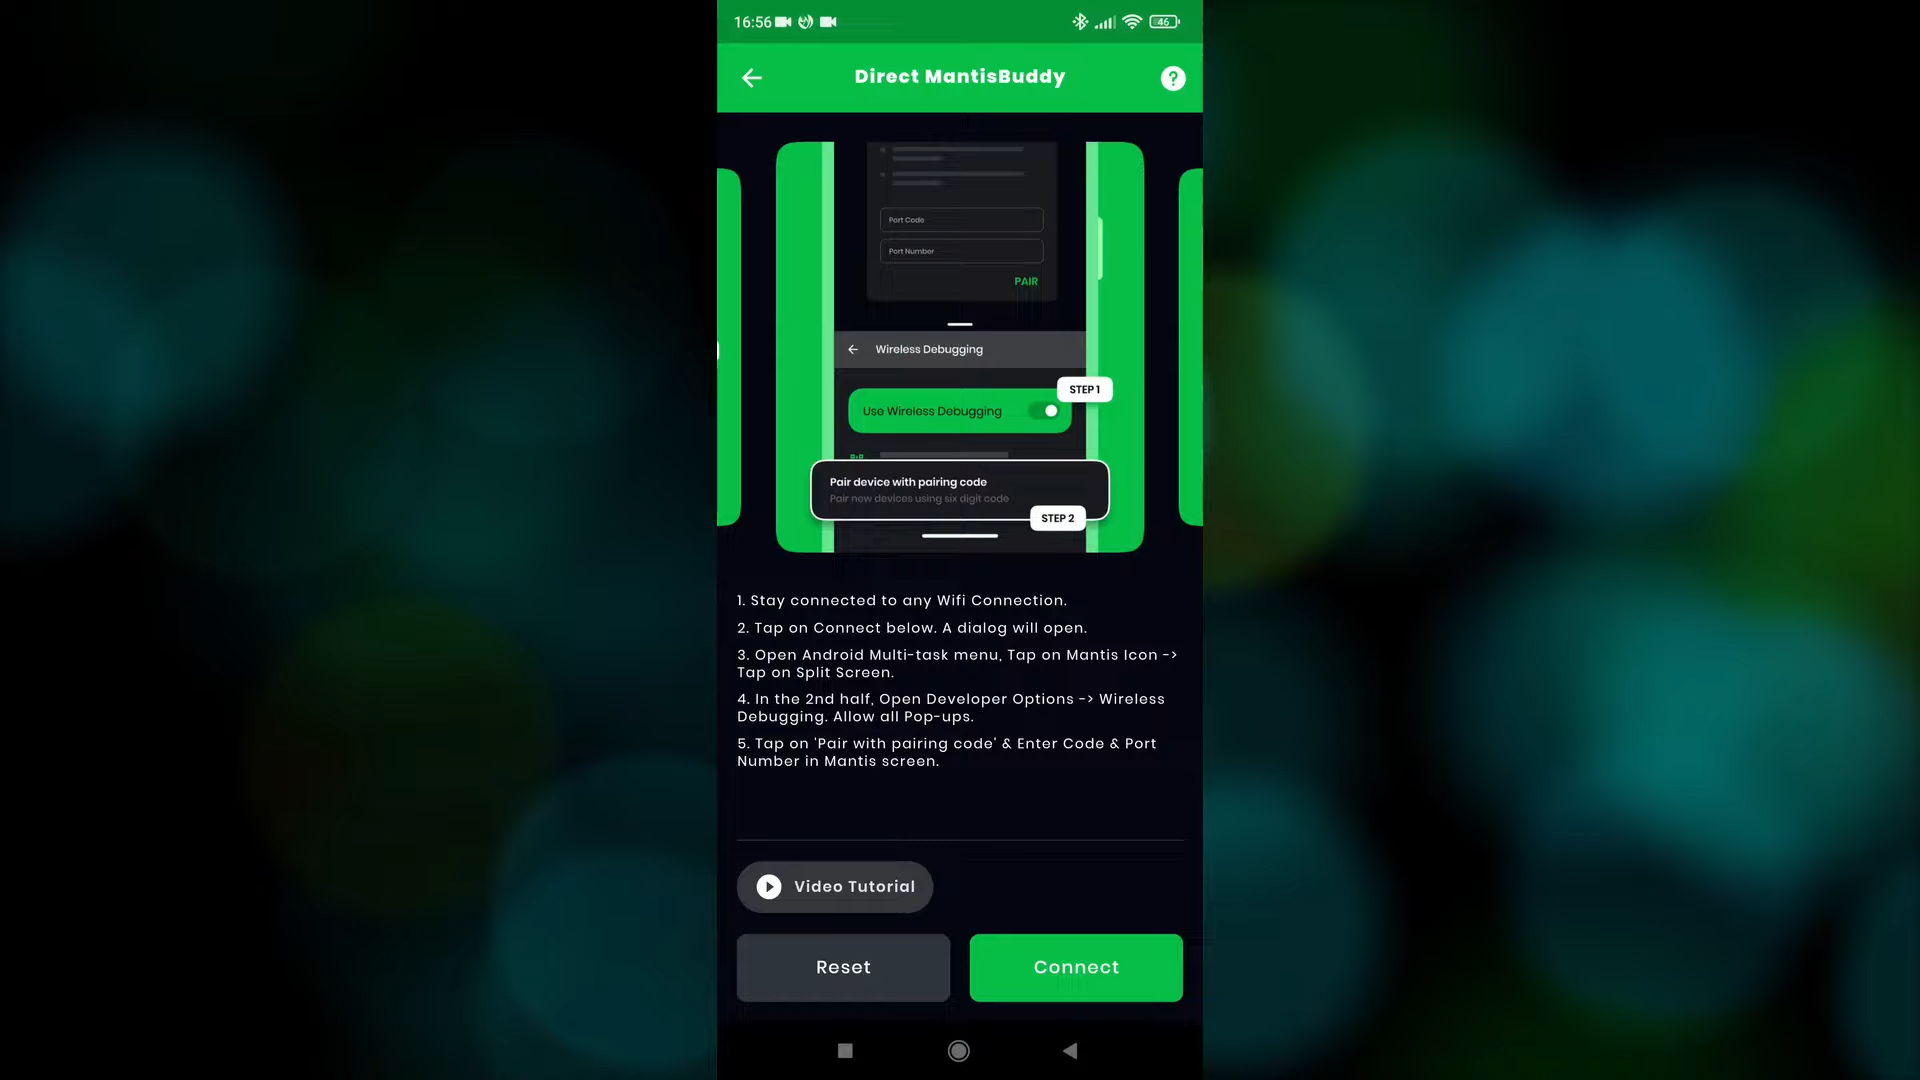 16:56
46
Direct MantisBuddy
?
Port Code
Port Number
PAIR
Wireless Debugging
STEP 1
Use Wireless Debugging
Pair device with pairing code
Pair new devices using six digit code
STEP 2
1. Stay connected to any Wifi Connection.
2. Tap on Connect below. A dialog will open.
3. Open Android Multi-task menu, Tap on Mantis Icon ->
Tap on Split Screen.
4. In the 2nd half, Open Developer Options -> Wireless
Debugging. Allow all Pop-ups.
5. Tap on 'Pair with pairing code' & Enter Code & Port
Number in Mantis screen.
Video Tutorial
Reset
Connect